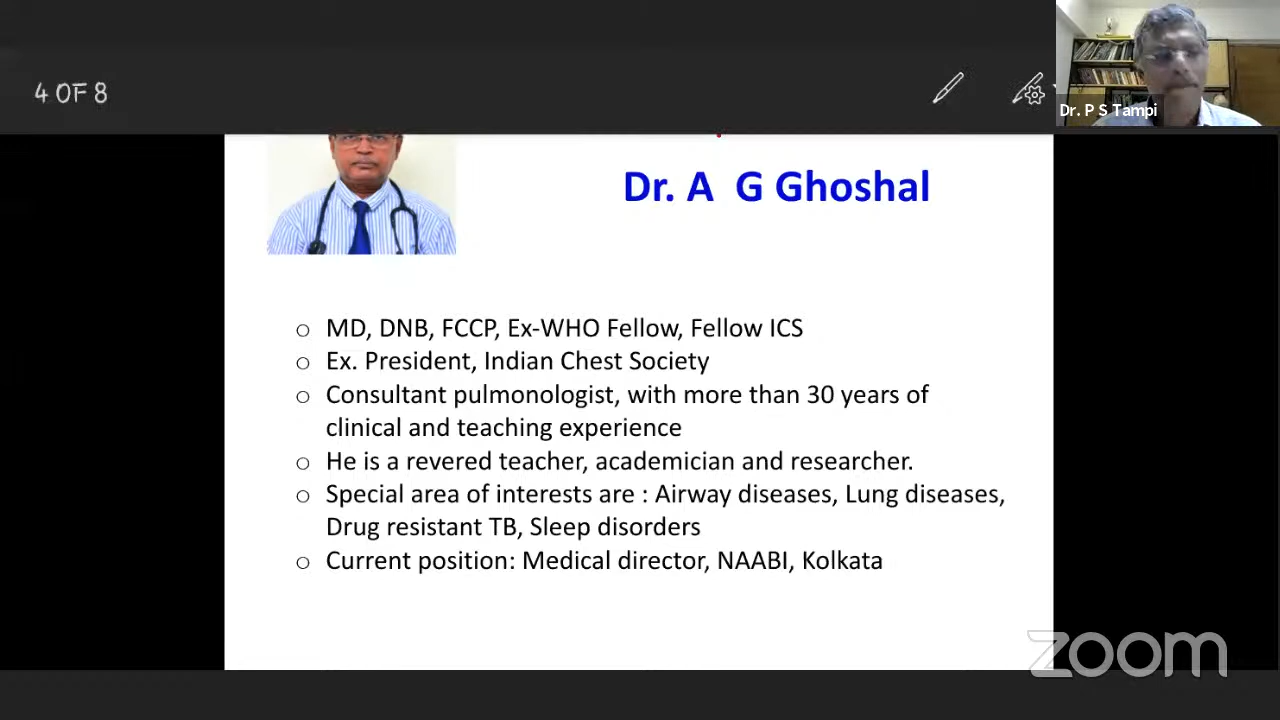 4 OF 8
Dr. P S Tampi
Dr. A G Ghoshal
○ MD, DNB, FCCP, Ex-WHO Fellow, Fellow ICS
○ Ex. President, Indian Chest Society
○ Consultant pulmonologist, with more than 30 years of
clinical and teaching experience
○ He is a revered teacher, academician and researcher.
○ Special area of interests are : Airway diseases, Lung diseases,
Drug resistant TB, Sleep disorders
○ Current position: Medical director, NAABI, Kolkata
zoom